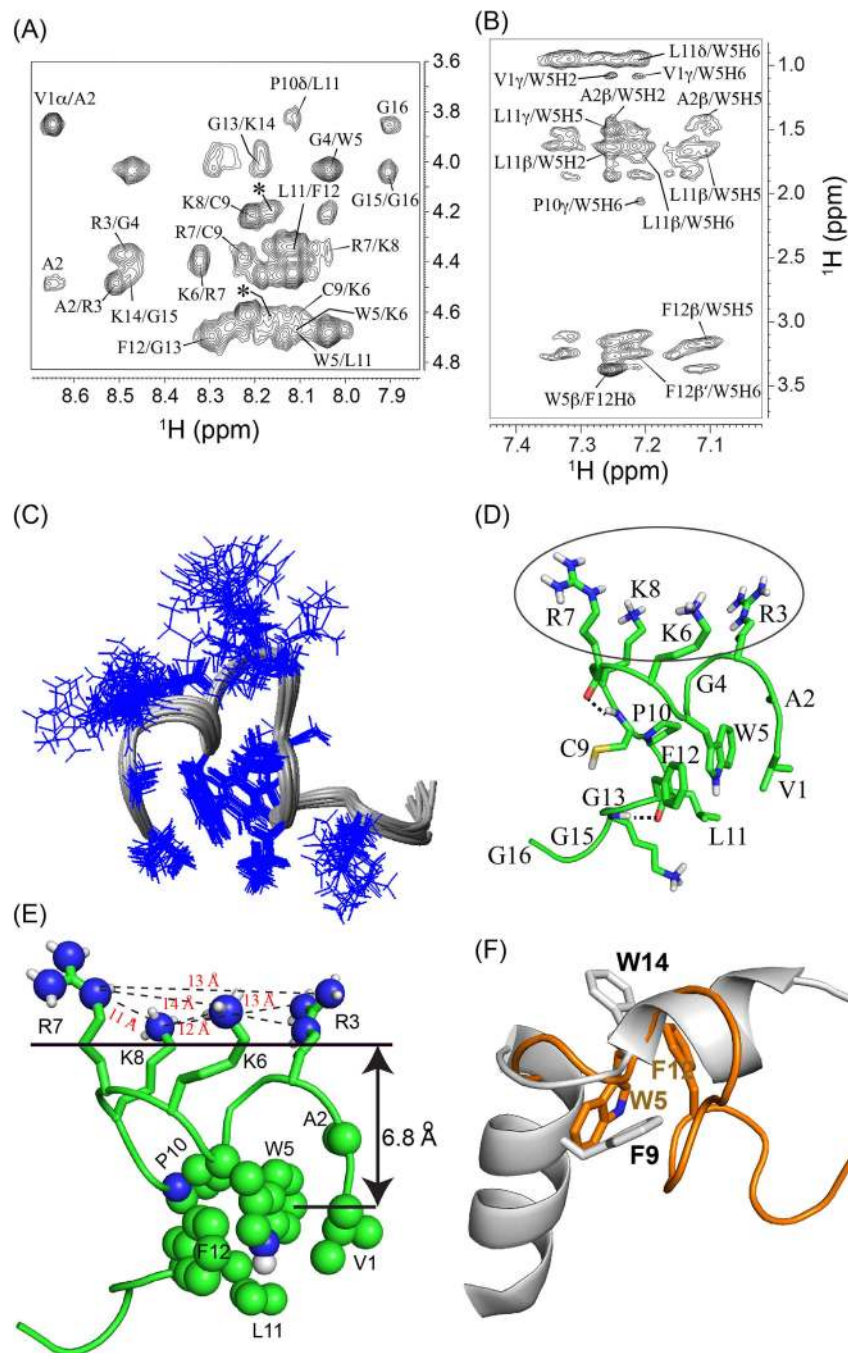 (A)
V1α/A2
P10δ/L11
G16
G13/K14
G4/W5
*
L11/F12
G15/G16
K8/C9
R3/G4
R7/C9
R7/K8
A2
K6/R7
*
C9/K6
A2/R3
K14/G15
W5/K6
F12/G13
W5/L11
3.6
3.8
4.0
4.2
4.4
4.6
4.8
8.6 8.5 8.4 8.3 8.2 8.1 8.0 7.9
¹H (ppm)
(B)
L11δ/W5H6
V1γ/W5H2
V1γ/W5H6
A2β/W5H2
A2β/W5H5
L11γ/W5H5
L11β/W5H2
L11β/W5H5
P10γ/W5H6
L11β/W5H6
F12β/W5H5
W5β/F12Hδ
F12β'/W5H6
1.0
1.5
2.0
2.5
3.0
3.5
¹H (ppm)
7.4 7.3 7.2 7.1
¹H (ppm)
(C)
(D)
R7
K8
K6
R3
G4
A2
P10
W5
C9
F12
V1
G13
G15
L11
G16
(E)
13 Å
14 Å
13 Å
11 Å
12 Å
R7
R3
K8
K6
A2
6.8 Å
P10
W5
F12
V1
L11
(F)
W14
W5
F9